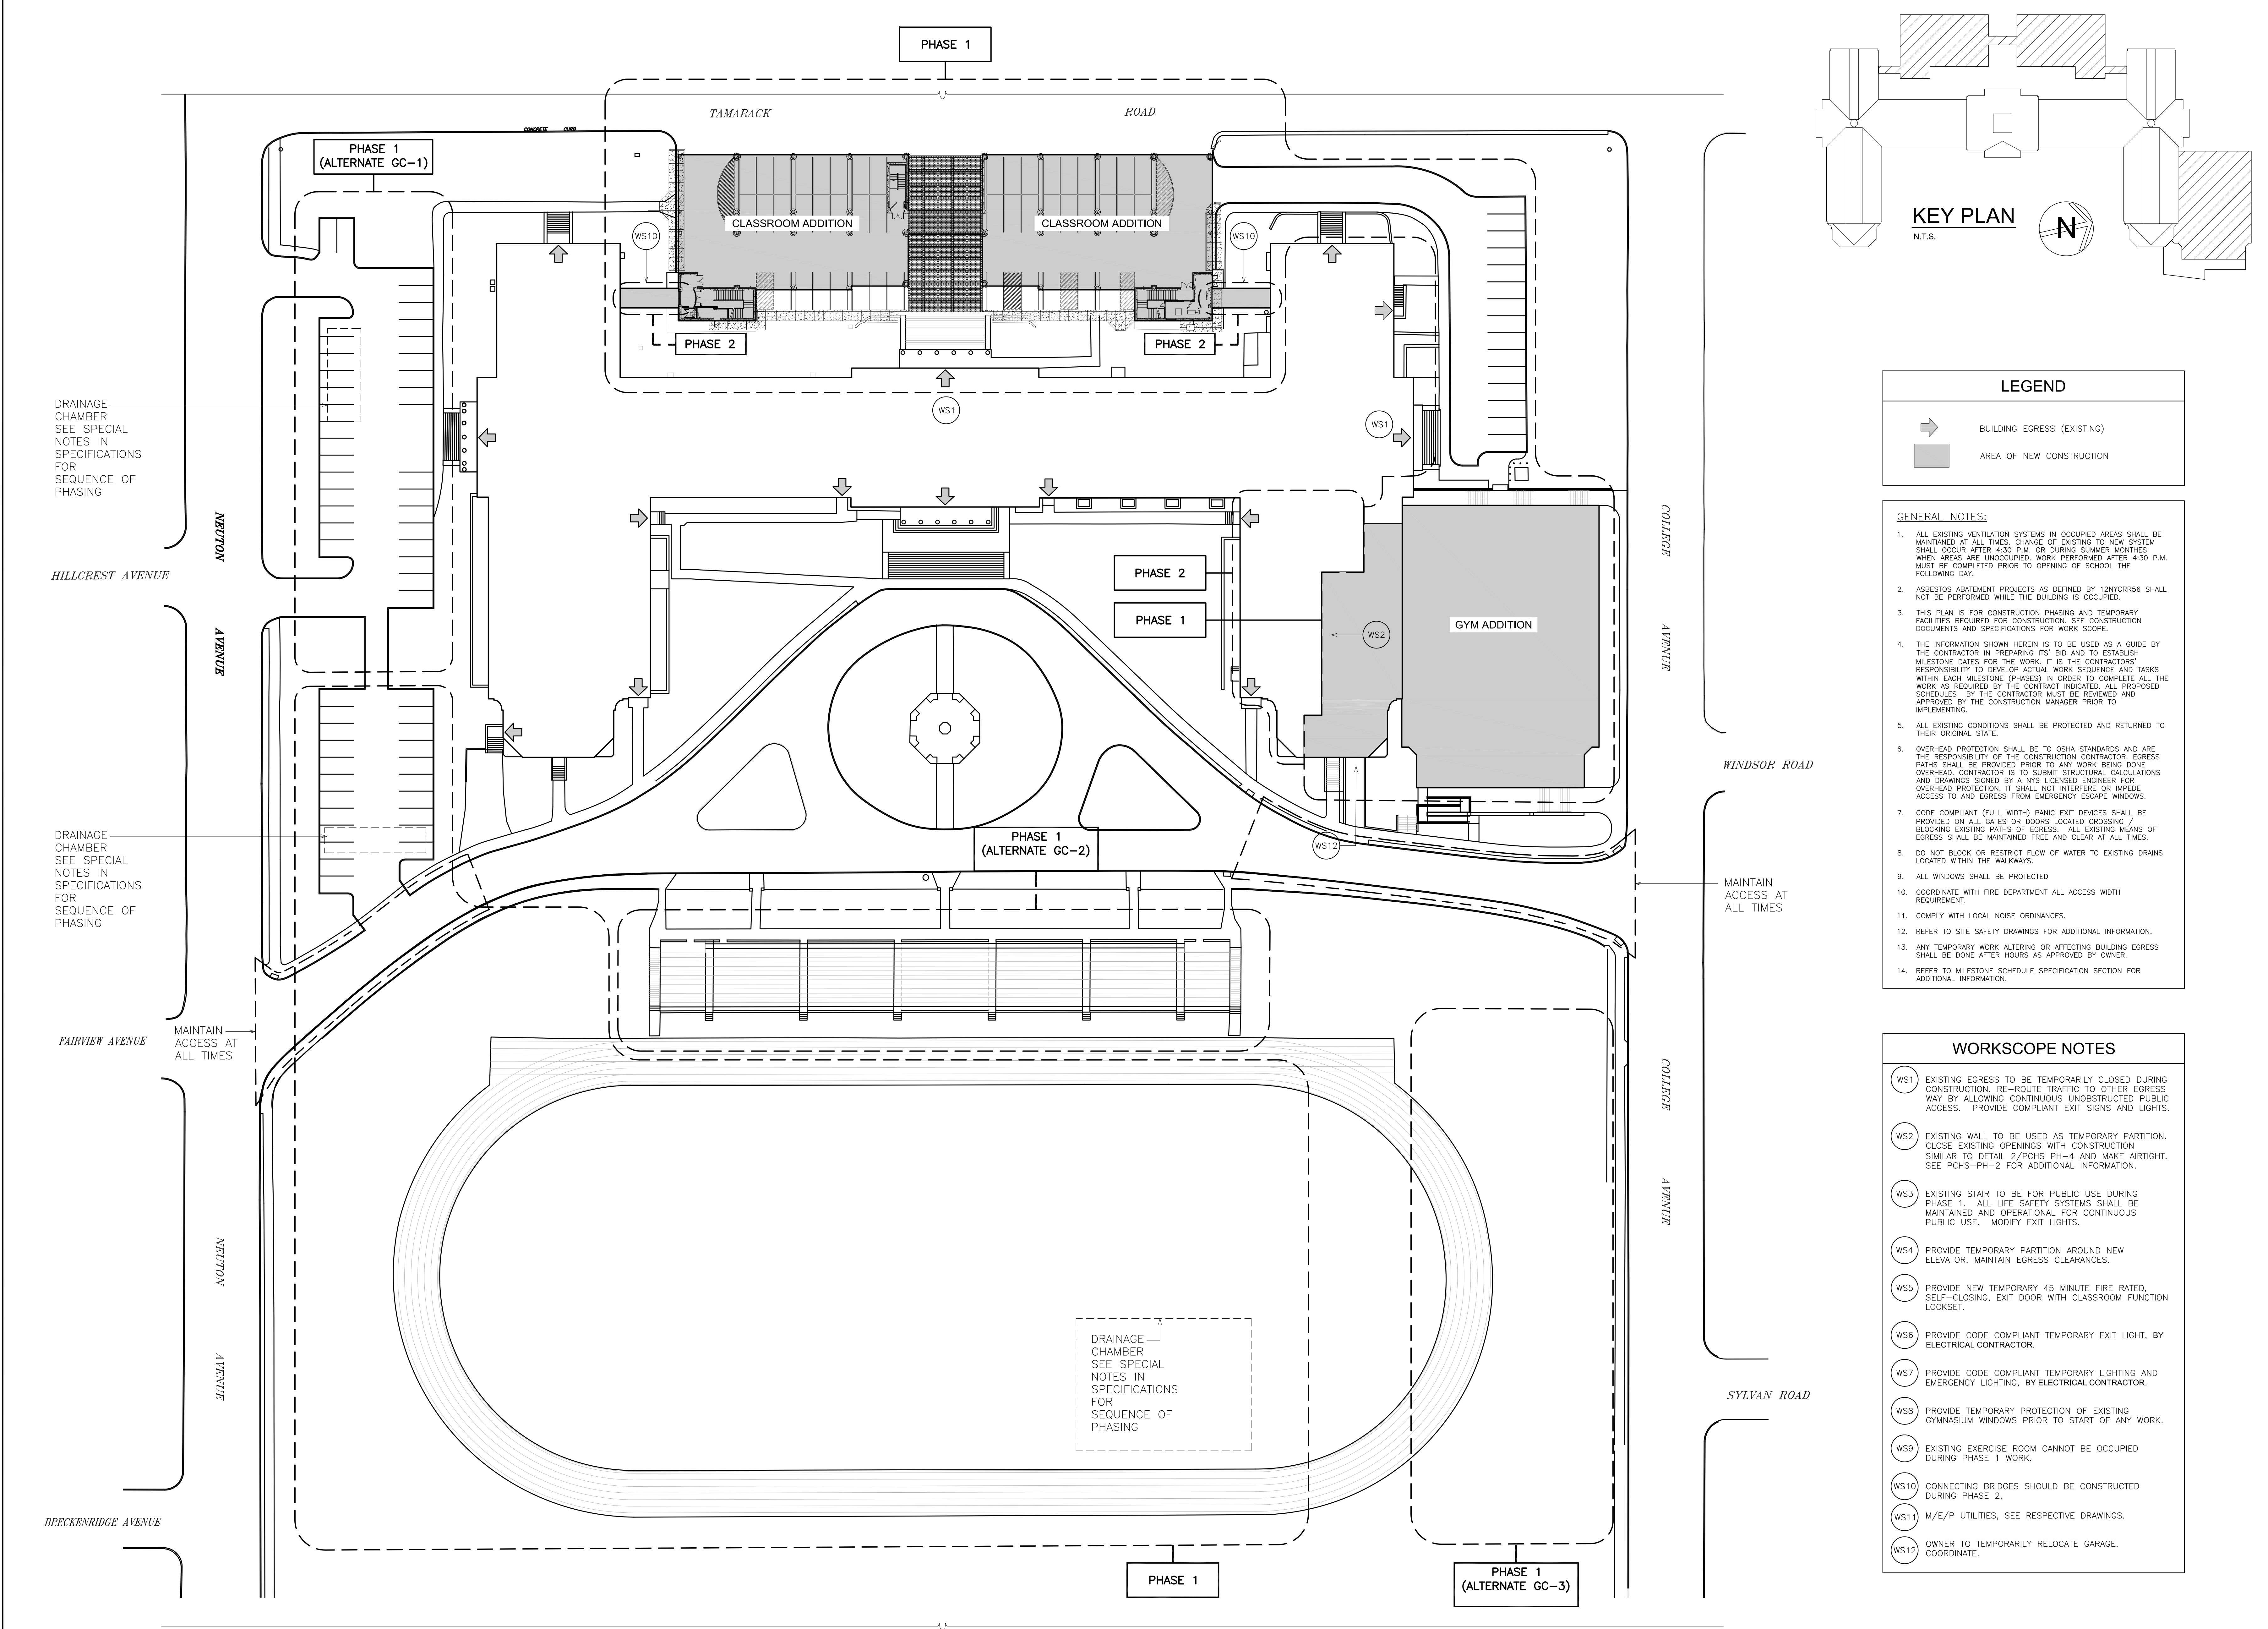 PHASE 1
TAMARACK
ROAD
CONCRETE CURB
PHASE 1
(ALTERNATE GC-1)
CLASSROOM ADDITION
CLASSROOM ADDITION
WS10
WS10
PHASE 2
PHASE 2
WS1
WS1
DRAINAGE
CHAMBER
SEE SPECIAL
NOTES IN
SPECIFICATIONS
FOR
SEQUENCE OF
PHASING
NEUTON
AVENUE
HILLCREST AVENUE
COLLEGE
AVENUE
PHASE 2
PHASE 1
WS2
GYM ADDITION
WINDSOR ROAD
DRAINAGE
CHAMBER
SEE SPECIAL
NOTES IN
SPECIFICATIONS
FOR
SEQUENCE OF
PHASING
PHASE 1
(ALTERNATE GC-2)
WS12
MAINTAIN
ACCESS AT
ALL TIMES
FAIRVIEW AVENUE
MAINTAIN
ACCESS AT
ALL TIMES
COLLEGE
AVENUE
NEUTON
AVENUE
DRAINAGE
CHAMBER
SEE SPECIAL
NOTES IN
SPECIFICATIONS
FOR
SEQUENCE OF
PHASING
SYLVAN ROAD
BRECKENRIDGE AVENUE
PHASE 1
PHASE 1
(ALTERNATE GC-3)
KEY PLAN
N.T.S.
N
LEGEND
BUILDING EGRESS (EXISTING)
AREA OF NEW CONSTRUCTION
GENERAL NOTES:
1. ALL EXISTING VENTILATION SYSTEMS IN OCCUPIED AREAS SHALL BE
MAINTIANED AT ALL TIMES. CHANGE OF EXISTING TO NEW SYSTEM
SHALL OCCUR AFTER 4:30 P.M. OR DURING SUMMER MONTHES
WHEN AREAS ARE UNOCCUPIED. WORK PERFORMED AFTER 4:30 P.M.
MUST BE COMPLETED PRIOR TO OPENING OF SCHOOL THE
FOLLOWING DAY.
2. ASBESTOS ABATEMENT PROJECTS AS DEFINED BY 12NYCRR56 SHALL
NOT BE PERFORMED WHILE THE BUILDING IS OCCUPIED.
3. THIS PLAN IS FOR CONSTRUCTION PHASING AND TEMPORARY
FACILITIES REQUIRED FOR CONSTRUCTION. SEE CONSTRUCTION
DOCUMENTS AND SPECIFICATIONS FOR WORK SCOPE.
4. THE INFORMATION SHOWN HEREIN IS TO BE USED AS A GUIDE BY
THE CONTRACTOR IN PREPARING ITS' BID AND TO ESTABLISH
MILESTONE DATES FOR THE WORK. IT IS THE CONTRACTORS'
RESPONSIBILITY TO DEVELOP ACTUAL WORK SEQUENCE AND TASKS
WITHIN EACH MILESTONE (PHASES) IN ORDER TO COMPLETE ALL THE
WORK AS REQUIRED BY THE CONTRACT INDICATED. ALL PROPOSED
SCHEDULES BY THE CONTRACTOR MUST BE REVIEWED AND
APPROVED BY THE CONSTRUCTION MANAGER PRIOR TO
IMPLEMENTING.
5. ALL EXISTING CONDITIONS SHALL BE PROTECTED AND RETURNED TO
THEIR ORIGINAL STATE.
6. OVERHEAD PROTECTION SHALL BE TO OSHA STANDARDS AND ARE
THE RESPONSIBILITY OF THE CONSTRUCTION CONTRACTOR. EGRESS
PATHS SHALL BE PROVIDED PRIOR TO ANY WORK BEING DONE
OVERHEAD. CONTRACTOR IS TO SUBMIT STRUCTURAL CALCULATIONS
AND DRAWINGS SIGNED BY A NYS LICENSED ENGINEER FOR
OVERHEAD PROTECTION. IT SHALL NOT INTERFERE OR IMPEDE
ACCESS TO AND EGRESS FROM EMERGENCY ESCAPE WINDOWS.
7. CODE COMPLIANT (FULL WIDTH) PANIC EXIT DEVICES SHALL BE
PROVIDED ON ALL GATES OR DOORS LOCATED CROSSING /
BLOCKING EXISTING PATHS OF EGRESS. ALL EXISTING MEANS OF
EGRESS SHALL BE MAINTAINED FREE AND CLEAR AT ALL TIMES.
8. DO NOT BLOCK OR RESTRICT FLOW OF WATER TO EXISTING DRAINS
LOCATED WITHIN THE WALKWAYS.
9. ALL WINDOWS SHALL BE PROTECTED
10. COORDINATE WITH FIRE DEPARTMENT ALL ACCESS WIDTH
REQUIREMENT.
11. COMPLY WITH LOCAL NOISE ORDINANCES.
12. REFER TO SITE SAFETY DRAWINGS FOR ADDITIONAL INFORMATION.
13. ANY TEMPORARY WORK ALTERING OR AFFECTING BUILDING EGRESS
SHALL BE DONE AFTER HOURS AS APPROVED BY OWNER.
14. REFER TO MILESTONE SCHEDULE SPECIFICATION SECTION FOR
ADDITIONAL INFORMATION.
WORKSCOPE NOTES
WS1 EXISTING EGRESS TO BE TEMPORARILY CLOSED DURING
CONSTRUCTION. RE-ROUTE TRAFFIC TO OTHER EGRESS
WAY BY ALLOWING CONTINUOUS UNOBSTRUCTED PUBLIC
ACCESS. PROVIDE COMPLIANT EXIT SIGNS AND LIGHTS.
WS2 EXISTING WALL TO BE USED AS TEMPORARY PARTITION.
CLOSE EXISTING OPENINGS WITH CONSTRUCTION
SIMILAR TO DETAIL 2/PCHS PH-4 AND MAKE AIRTIGHT.
SEE PCHS-PH-2 FOR ADDITIONAL INFORMATION.
WS3 EXISTING STAIR TO BE FOR PUBLIC USE DURING
PHASE 1. ALL LIFE SAFETY SYSTEMS SHALL BE
MAINTAINED AND OPERATIONAL FOR CONTINUOUS
PUBLIC USE. MODIFY EXIT LIGHTS.
WS4 PROVIDE TEMPORARY PARTITION AROUND NEW
ELEVATOR. MAINTAIN EGRESS CLEARANCES.
WS5 PROVIDE NEW TEMPORARY 45 MINUTE FIRE RATED,
SELF-CLOSING, EXIT DOOR WITH CLASSROOM FUNCTION
LOCKSET.
WS6 PROVIDE CODE COMPLIANT TEMPORARY EXIT LIGHT, BY
ELECTRICAL CONTRACTOR.
WS7 PROVIDE CODE COMPLIANT TEMPORARY LIGHTING AND
EMERGENCY LIGHTING, BY ELECTRICAL CONTRACTOR.
WS8 PROVIDE TEMPORARY PROTECTION OF EXISTING
GYMNASIUM WINDOWS PRIOR TO START OF ANY WORK.
WS9 EXISTING EXERCISE ROOM CANNOT BE OCCUPIED
DURING PHASE 1 WORK.
WS10 CONNECTING BRIDGES SHOULD BE CONSTRUCTED
DURING PHASE 2.
WS11 M/E/P UTILITIES, SEE RESPECTIVE DRAWINGS.
WS12 OWNER TO TEMPORARILY RELOCATE GARAGE.
COORDINATE.